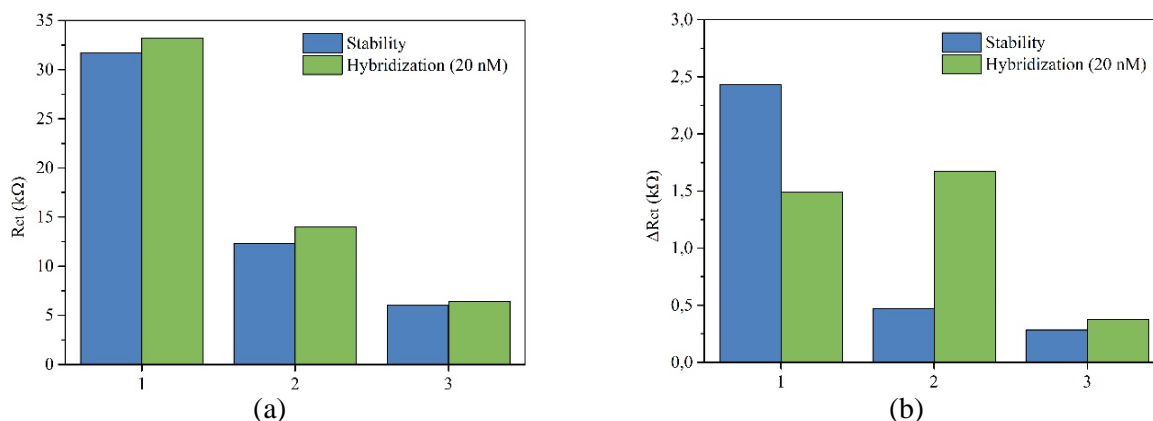 35
30
25
20
15
10
5
0
Rct (kΩ)
Stability
Hybridization (20 nM)
1 2 3
(a)
3,0
2,5
2,0
1,5
1,0
0,5
0,0
ΔRct (kΩ)
Stability
Hybridization (20 nM)
1 2 3
(b)